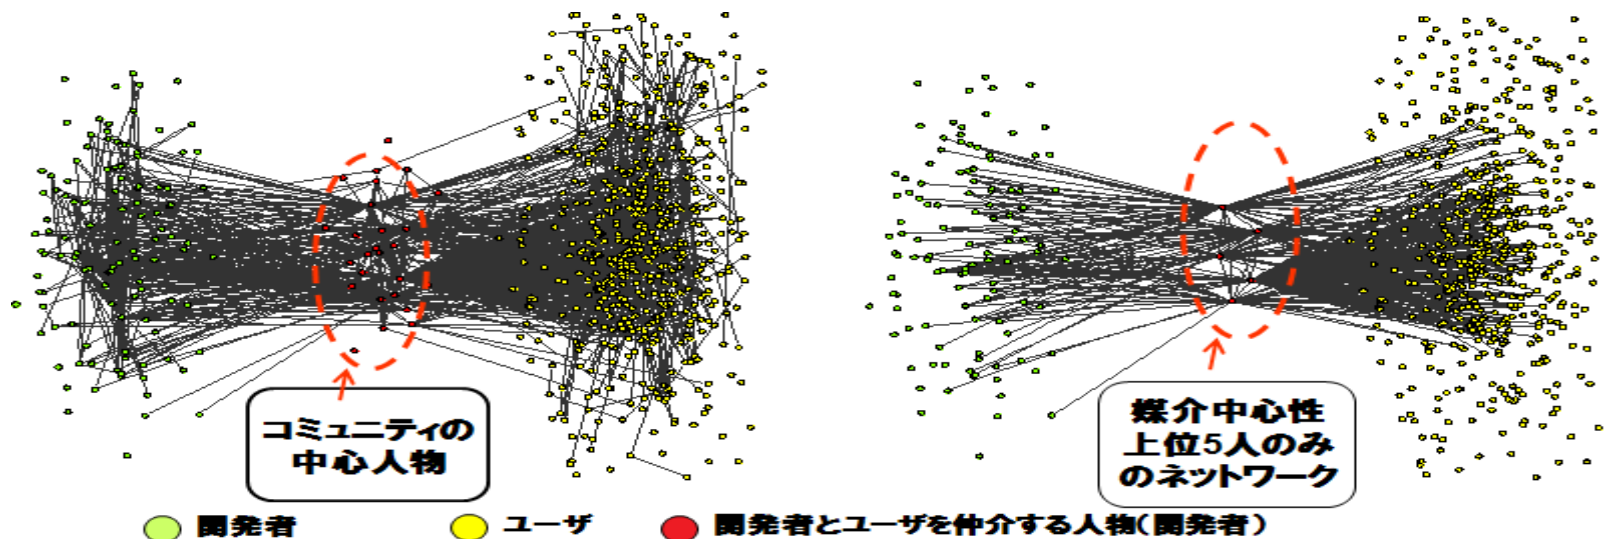 コミュニティの
中心人物
媒介中心性
上位5人のみ
のネットワーク
開発者
ユーザ
開発者とユーザを仲介する人物(開発者)